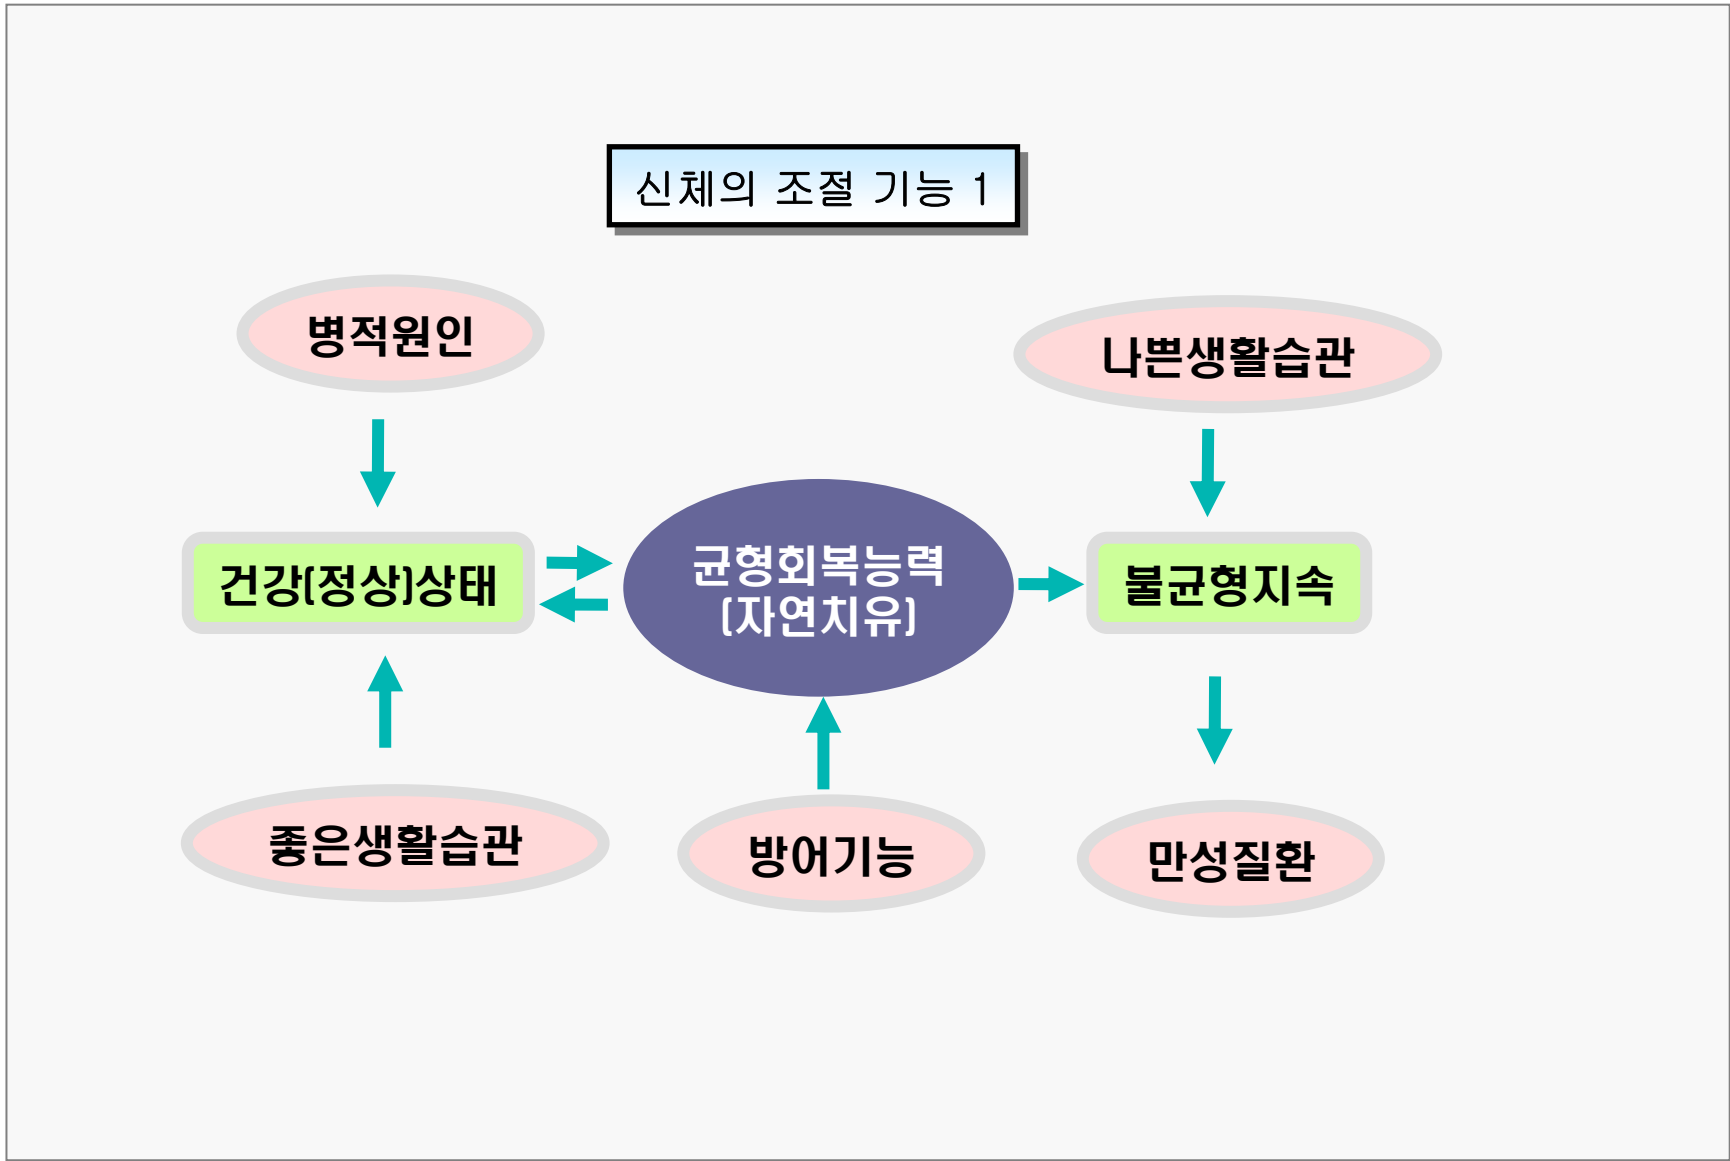 신체의 조절 기능 1
병적원인
나쁜생활습관
건강(정상)상태
균형회복능력
(자연치유)
불균형지속
좋은생활습관
방어기능
만성질환